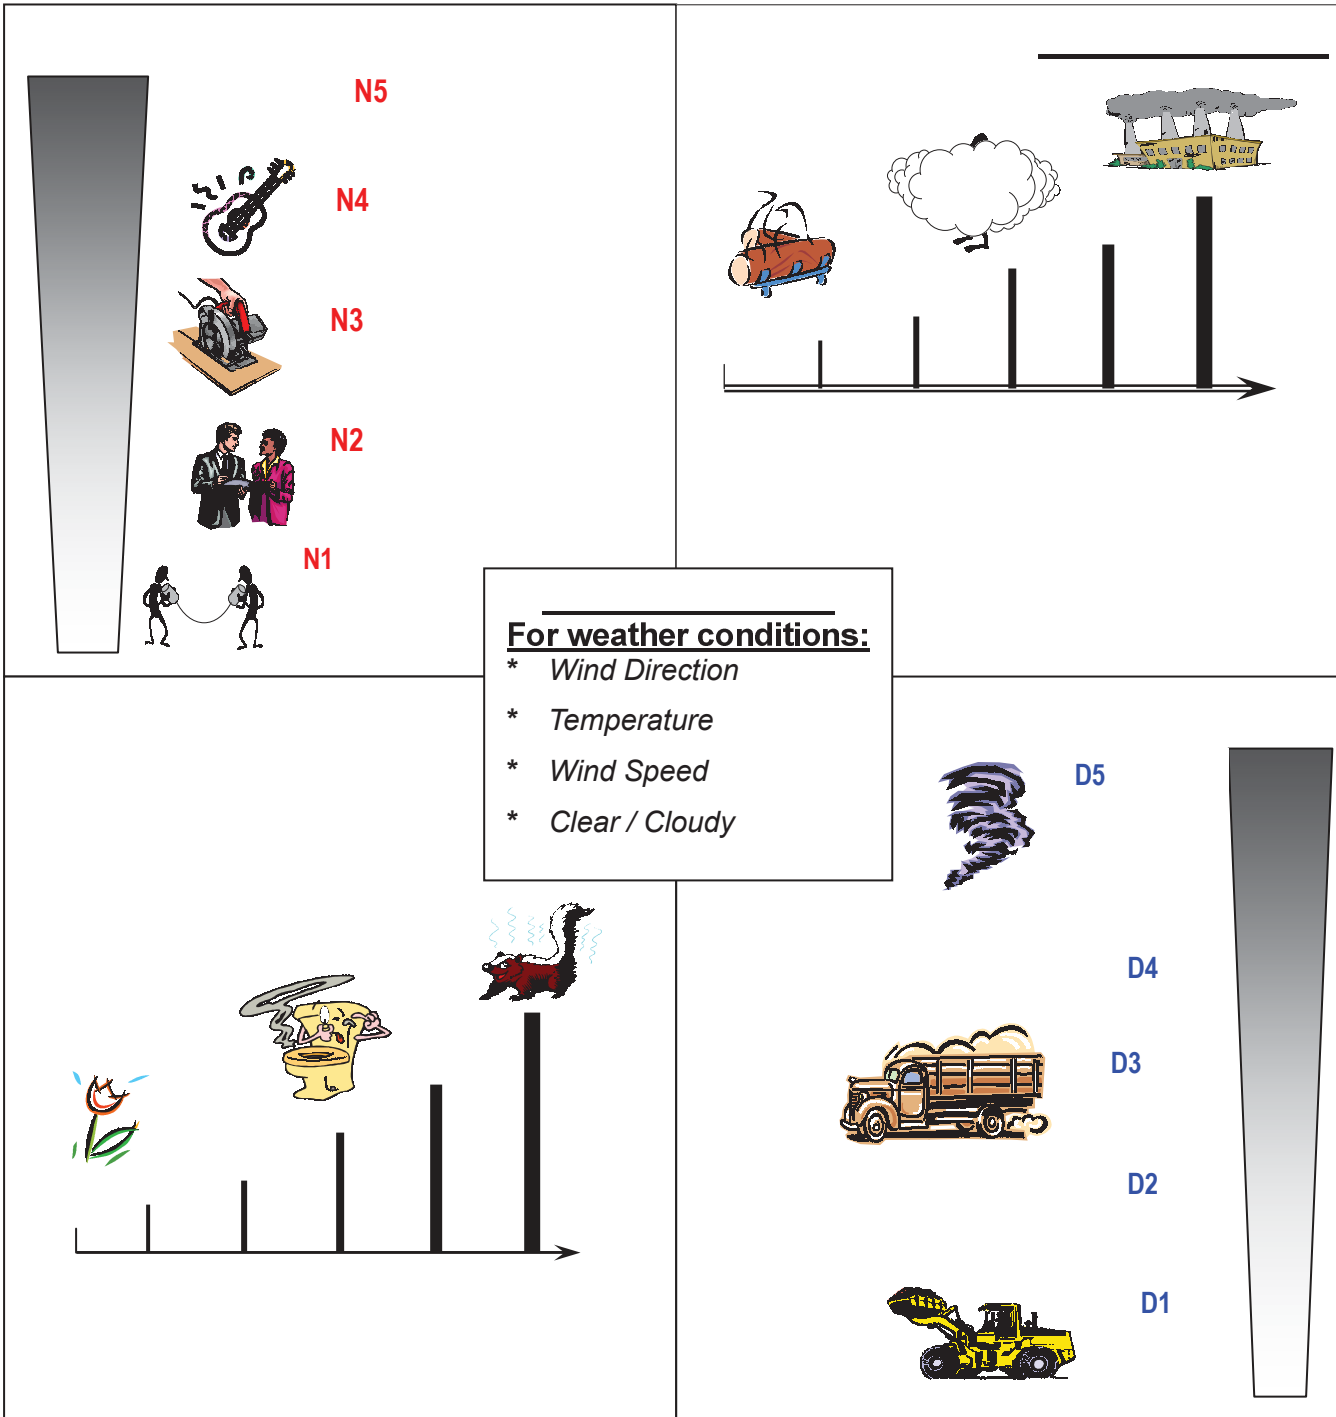 N5
N4
N3
N2
N1
For weather conditions:
* Wind Direction
* Temperature
* Wind Speed
* Clear / Cloudy
D5
D4
D3
D2
D1